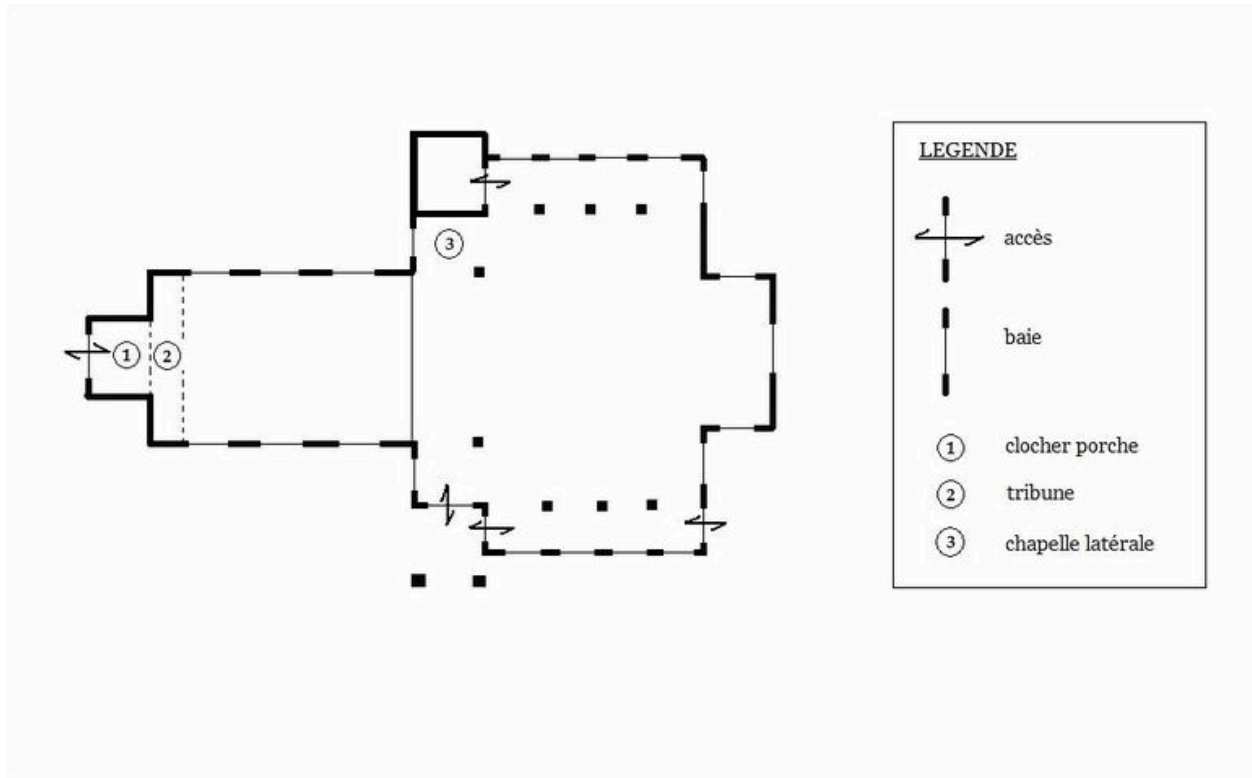 LEGENDE
accès
baie
1 clocher porche
2 tribune
3 chapelle latérale
3
1 2